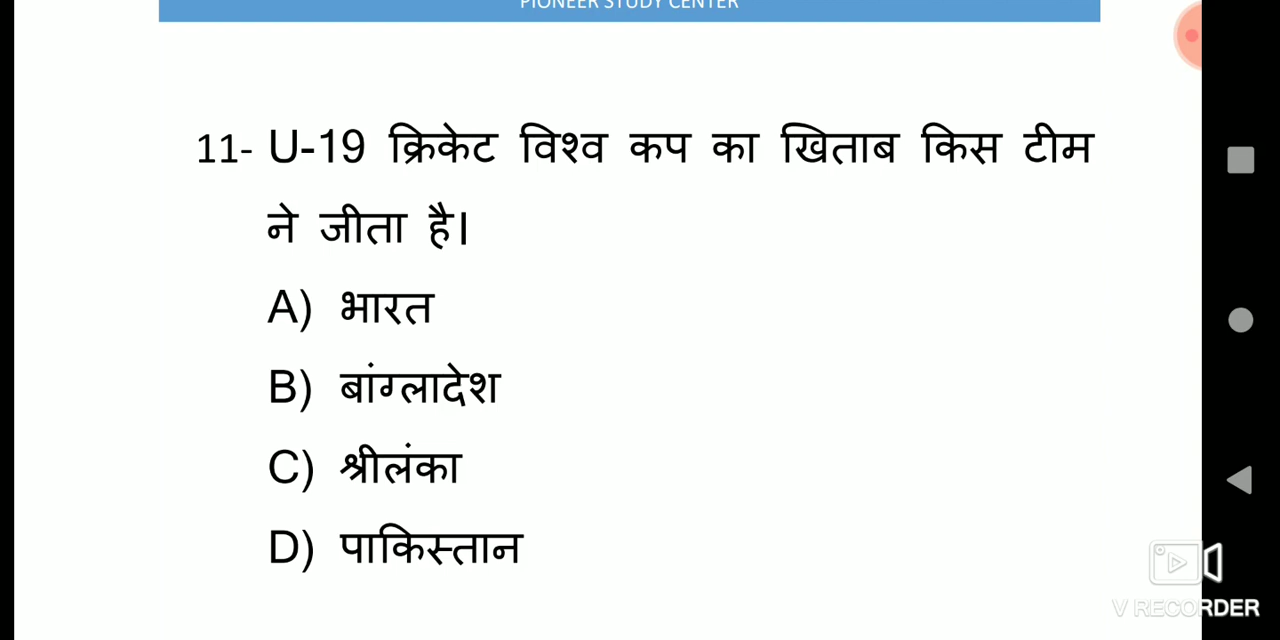 PIONEER STUDY CENTER
11- U-19 क्रिकेट विश्व कप का खिताब किस टीम
ने जीता है।
A) भारत
B) बांग्लादेश
C) श्रीलंका
D) पाकिस्तान
V RECORDER